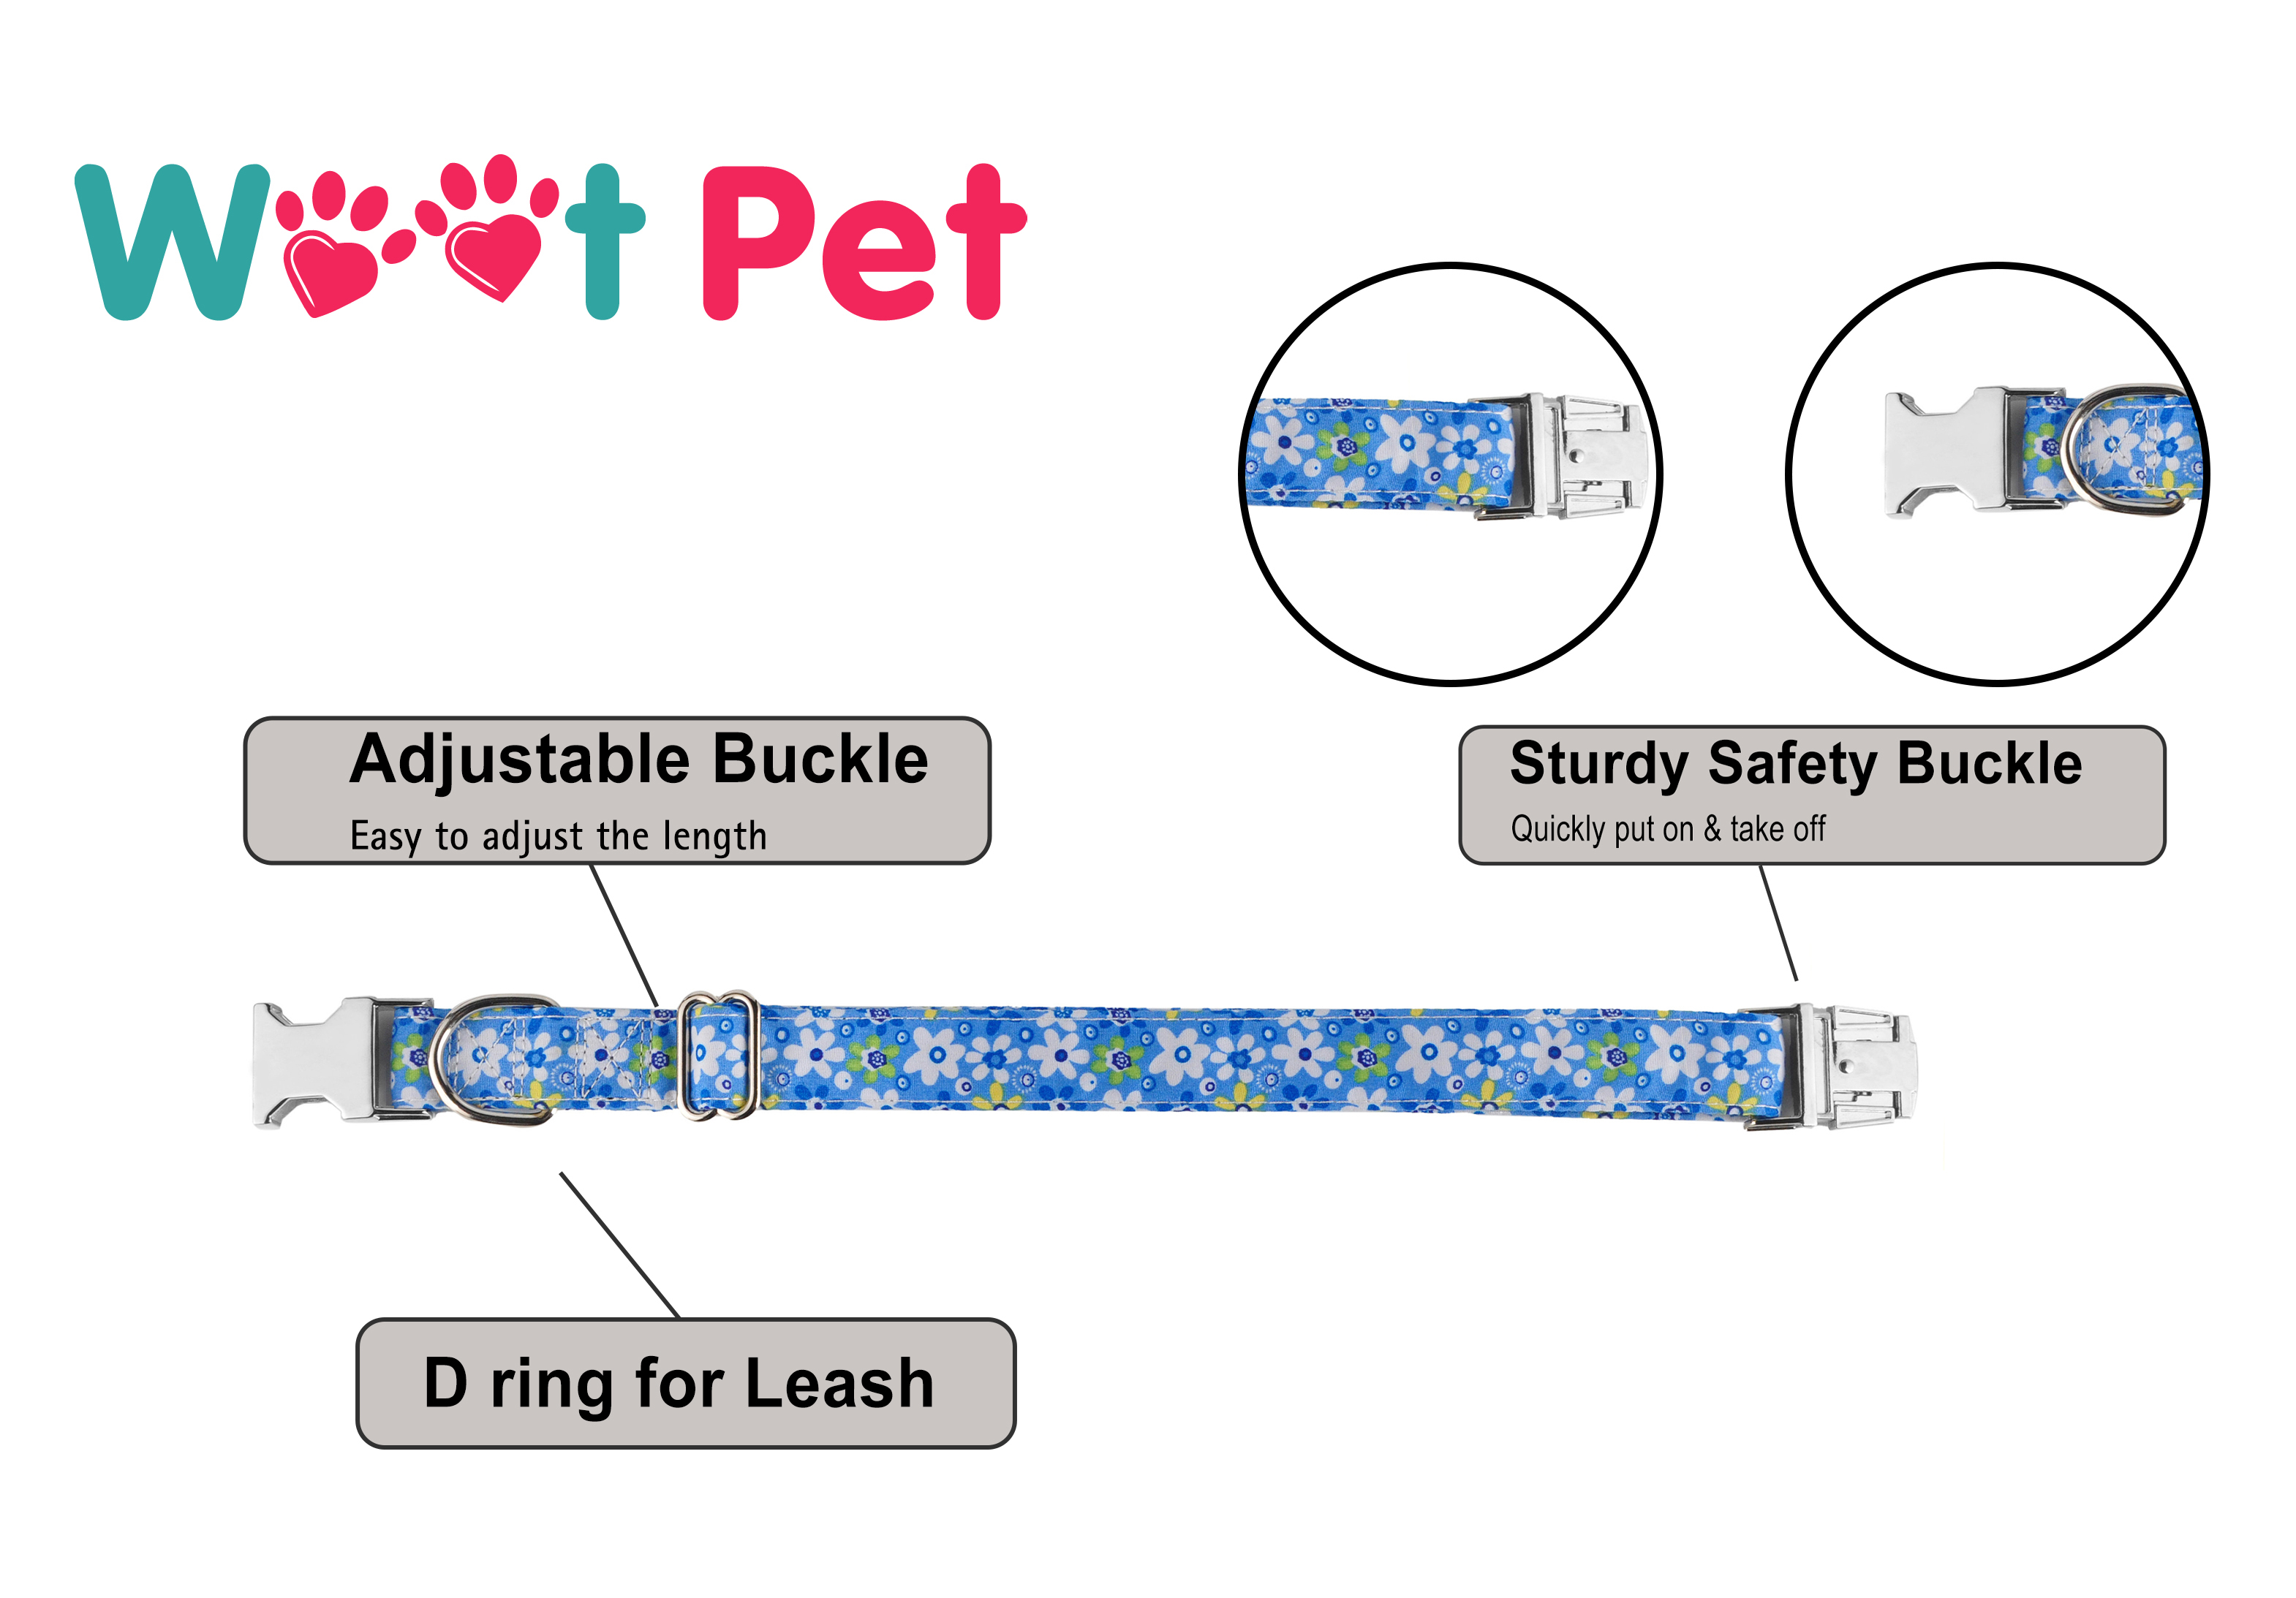 Woot Pet
Adjustable Buckle
Easy to adjust the length
Sturdy Safety Buckle
Quickly put on & take off
D ring for Leash